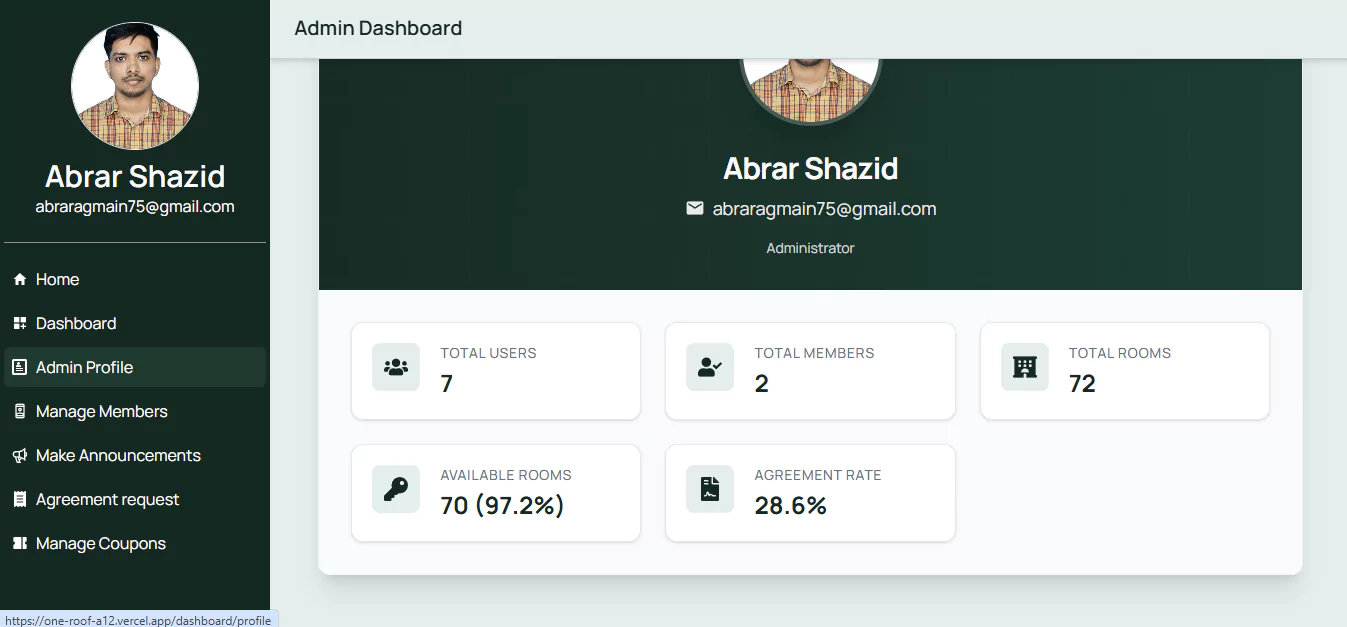 Admin Dashboard
Abrar Shazid
abraragmain75@gmail.com
Home
Dashboard
Admin Profile
Manage Members
Make Announcements
Agreement request
Manage Coupons
https://one-roof-a12.vercel.app/dashboard/profile
Abrar Shazid
abraragmain75@gmail.com
Administrator
TOTAL USERS
7
TOTAL MEMBERS
2
TOTAL ROOMS
72
AVAILABLE ROOMS
70 (97.2%)
AGREEMENT RATE
28.6%